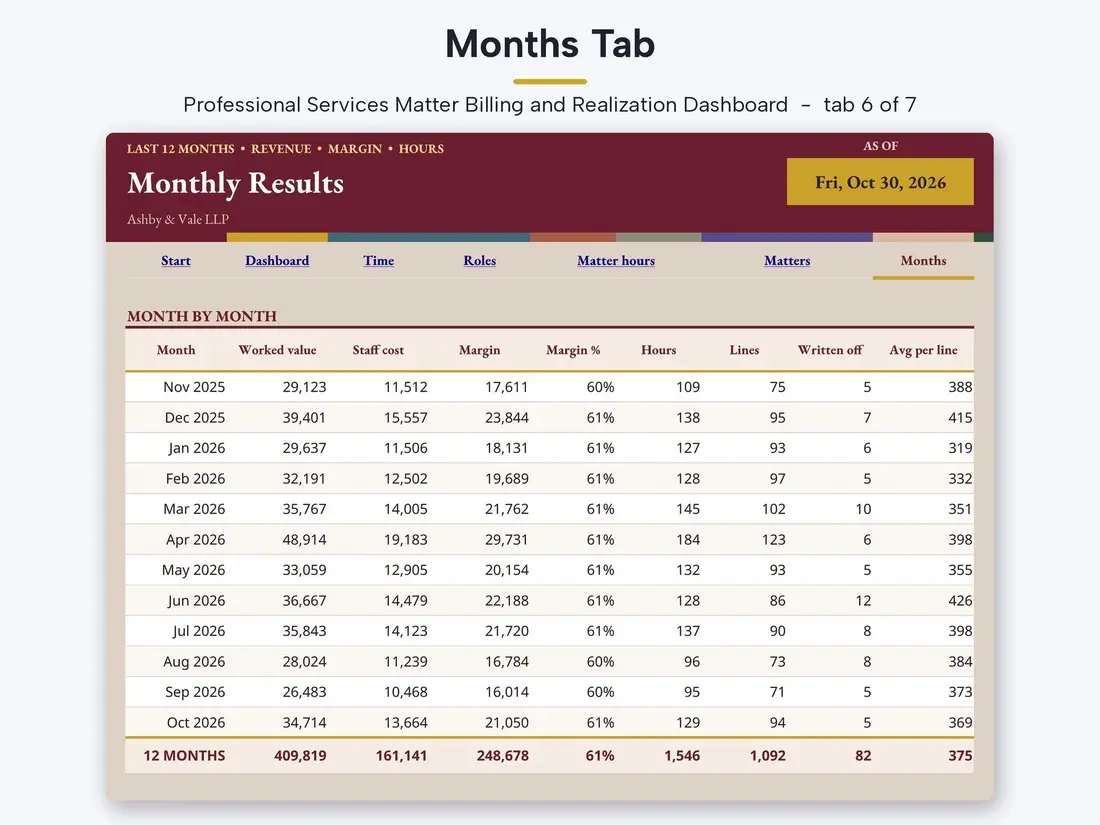 Months Tab
Professional Services Matter Billing and Realization Dashboard - tab 6 of 7
LAST 12 MONTHS • REVENUE • MARGIN • HOURS
AS OF
Monthly Results
Fri, Oct 30, 2026
Ashby & Vale LLP
Start Dashboard Time Roles Matter hours Matters Months
MONTH BY MONTH
Month Worked value Staff cost Margin Margin % Hours Lines Written off Avg per line
Nov 2025 29,123 11,512 17,611 60% 109 75 5 388
Dec 2025 39,401 15,557 23,844 61% 138 95 7 415
Jan 2026 29,637 11,506 18,131 61% 127 93 6 319
Feb 2026 32,191 12,502 19,689 61% 128 97 5 332
Mar 2026 35,767 14,005 21,762 61% 145 102 10 351
Apr 2026 48,914 19,183 29,731 61% 184 123 6 398
May 2026 33,059 12,905 20,154 61% 132 93 5 355
Jun 2026 36,667 14,479 22,188 61% 128 86 12 426
Jul 2026 35,843 14,123 21,720 61% 137 90 8 398
Aug 2026 28,024 11,239 16,784 60% 96 73 8 384
Sep 2026 26,483 10,468 16,014 60% 95 71 5 373
Oct 2026 34,714 13,664 21,050 61% 129 94 5 369
12 MONTHS 409,819 161,141 248,678 61% 1,546 1,092 82 375